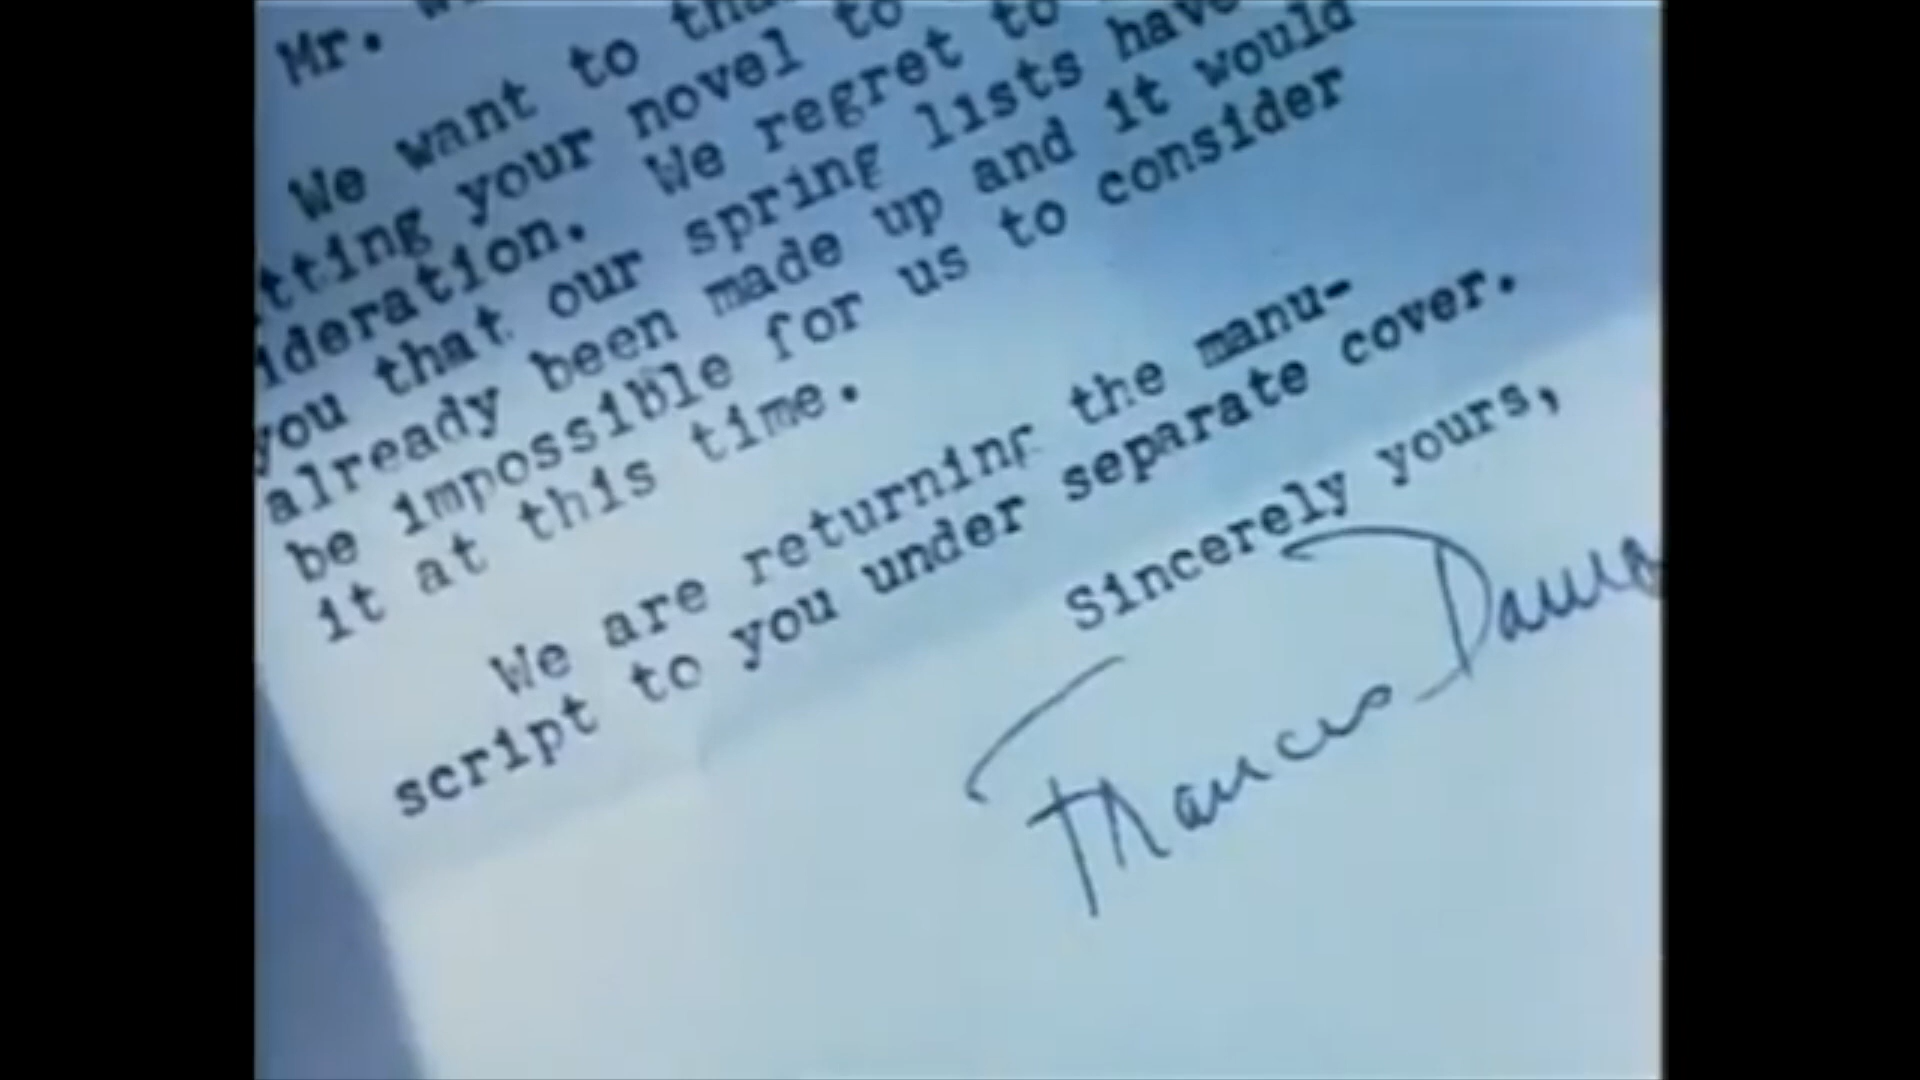 Mr.
We want to
tting your novel to
ideration. We regret to
you that our spring lists have
already been made up and it would
be impossible for us to consider
it at this time.
We are returning the manu-
script to you under separate cover.
Sincerely yours,
Frances